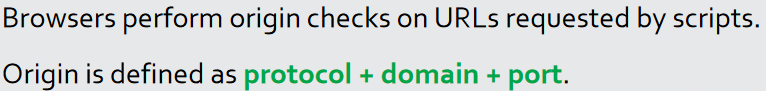 Browsers perform origin checks on URLs requested by scripts.
Origin is defined as protocol + domain + port.